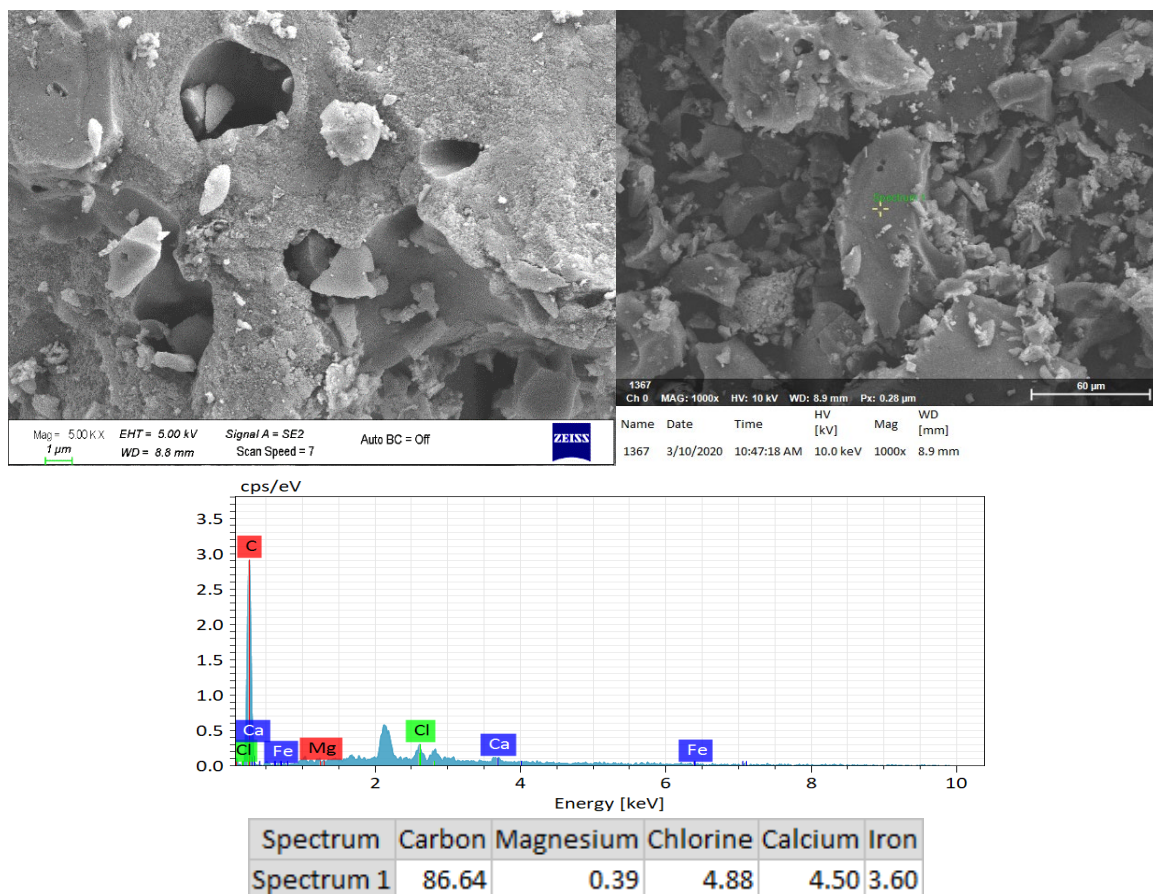 Mag = 5.00 K X
1 µm
EHT = 5.00 kV
WD = 8.8 mm
Signal A = SE2
Scan Speed = 7
Auto BC = Off
ZEISS
1367
Ch 0 MAG: 1000x HV: 10 kV WD: 8.9 mm Px: 0.28 µm
60 µm
Name Date Time HV [kV] Mag WD [mm]
1367 3/10/2020 10:47:18 AM 10.0 keV 1000x 8.9 mm
cps/eV
3.5
3.0
2.5
2.0
1.5
1.0
0.5
0.0
C
Ca
Cl
Fe
Mg
Cl
Ca
Fe
2 4 6 8 10
Energy [keV]
Spectrum Carbon Magnesium Chlorine Calcium Iron
Spectrum 1 86.64 0.39 4.88 4.50 3.60